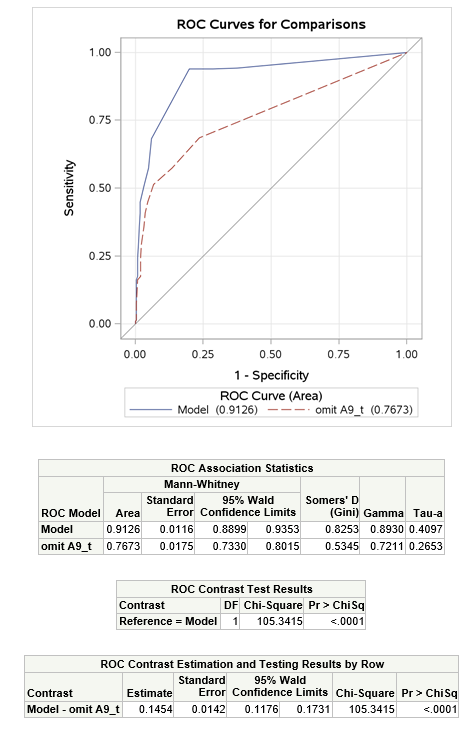 ROC Curves for Comparisons
1.00
0.75
0.50
0.25
0.00
Sensitivity
0.00 0.25 0.50 0.75 1.00
1 - Specificity
ROC Curve (Area)
Model (0.9126) omit A9_t (0.7673)
ROC Association Statistics
Mann-Whitney
ROC Model Area Standard Error 95% Wald Confidence Limits Somers' D (Gini) Gamma Tau-a
Model 0.9126 0.0116 0.8899 0.9353 0.8253 0.8930 0.4097
omit A9_t 0.7673 0.0175 0.7330 0.8015 0.5345 0.7211 0.2653
ROC Contrast Test Results
Contrast DF Chi-Square Pr > ChiSq
Reference = Model 1 105.3415 <.0001
ROC Contrast Estimation and Testing Results by Row
Contrast Estimate Standard Error 95% Wald Confidence Limits Chi-Square Pr > ChiSq
Model - omit A9_t 0.1454 0.0142 0.1176 0.1731 105.3415 <.0001